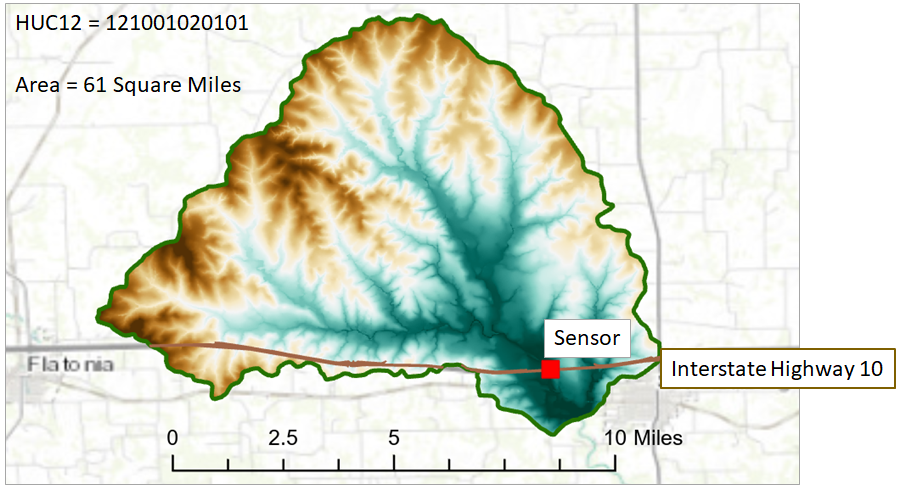 HUC12 = 121001020101
Area = 61 Square Miles
Sensor
Interstate Highway 10
Flatonia
0 2.5 5 10 Miles